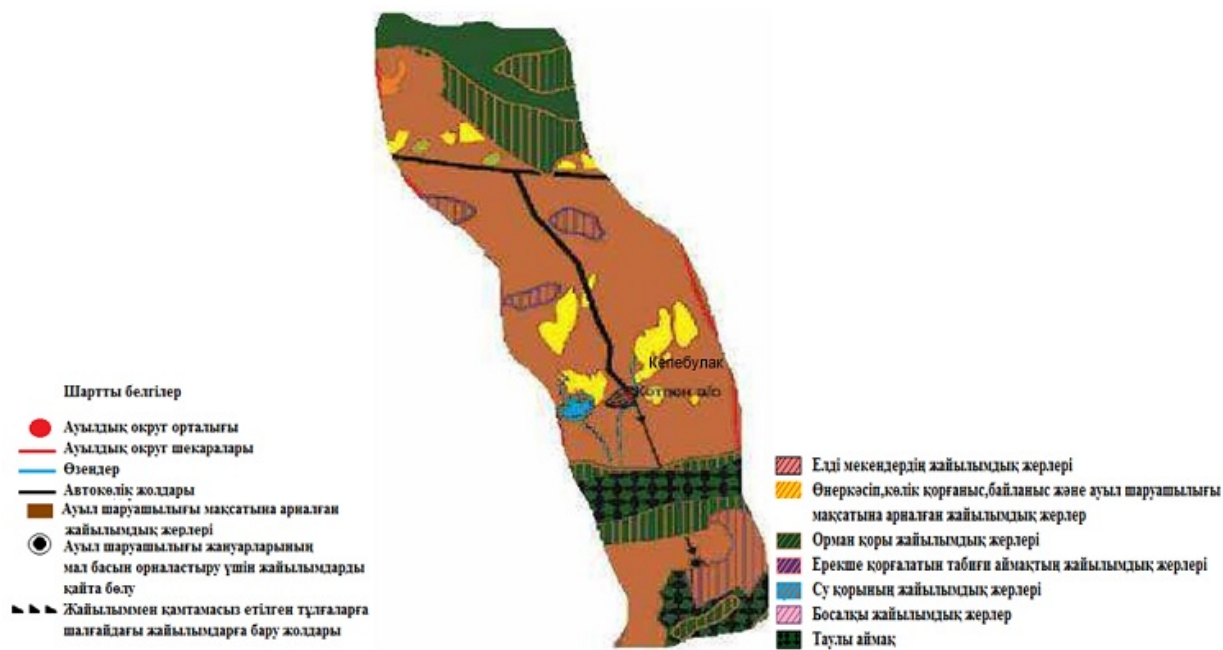 Кепебулак
Котпюн а/о
Шартты белгілер
Ауылдық округ орталығы
Ауылдық округ шекаралары
Өзендер
Автокөлік жолдары
Ауыл шаруашылығы мақсатына арналған
жайылымдық жерлері
Ауыл шаруашылығы жануарларының
мал басын орналастыру үшін жайылымдарды
қайта бөлу
Жайылыммен қамтамасыз етілген тұлғаларға
шалғайдағы жайылымдарға бару жолдары
Елді мекендердің жайылымдық жерлері
Өнеркәсіп,көлік қорғаныс,байланыс және ауыл шаруашылығы
мақсатына арналған жайылымдық жерлер
Орман қоры жайылымдық жерлері
Ерекше қорғалатын табиғи аймақтың жайылымдық жерлері
Су қорының жайылымдық жерлері
Босалқы жайылымдық жерлер
Таулы аймақ